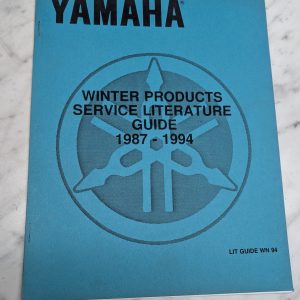 YAMAHA
WINTER PRODUCTS
SERVICE LITERATURE
GUIDE
1987 - 1994
LIT GUIDE WN 94